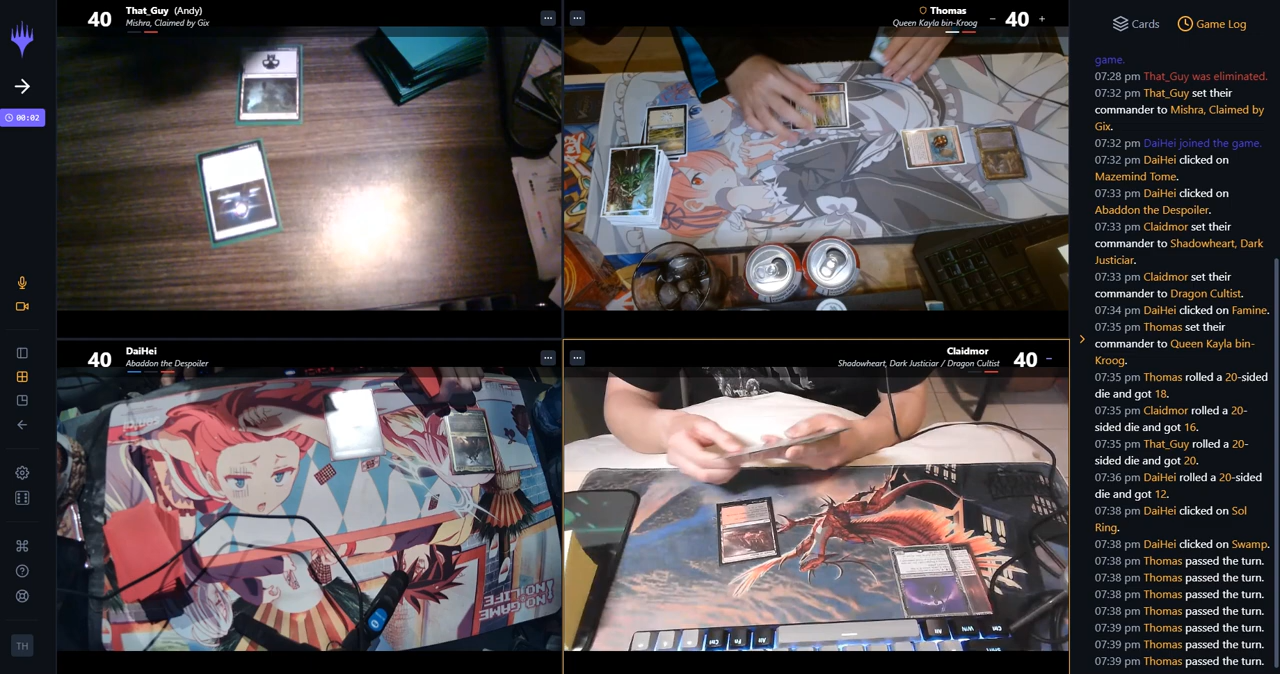 40
That_Guy (Andy)
Mishra, Claimed by Gix
Thomas
Queen Kayla bin-Kroog
− 40 +
Cards
Game Log
00:02
game.
07:28 pm That_Guy was eliminated.
07:32 pm That_Guy set their
commander to Mishra, Claimed by
Gix.
07:32 pm DaiHei joined the game.
07:32 pm DaiHei clicked on
Mazemind Tome.
07:33 pm DaiHei clicked on
Abaddon the Despoiler.
07:33 pm Claidmor set their
commander to Shadowheart, Dark
Justiciar.
07:33 pm Claidmor set their
commander to Dragon Cultist.
07:34 pm DaiHei clicked on Famine.
07:35 pm Thomas set their
commander to Queen Kayla bin-
Kroog.
07:35 pm Thomas rolled a 20-sided
die and got 18.
07:35 pm Claidmor rolled a 20-
sided die and got 16.
07:35 pm That_Guy rolled a 20-
sided die and got 20.
07:36 pm DaiHei rolled a 20-sided
die and got 12.
07:38 pm DaiHei clicked on Sol
Ring.
07:38 pm DaiHei clicked on Swamp.
07:38 pm Thomas passed the turn.
07:38 pm Thomas passed the turn.
07:38 pm Thomas passed the turn.
07:38 pm Thomas passed the turn.
07:39 pm Thomas passed the turn.
07:39 pm Thomas passed the turn.
07:39 pm Thomas passed the turn.
40
DaiHei
Abaddon the Despoiler
Claidmor
Shadowheart, Dark Justiciar / Dragon Cultist
40 −
NO GAME
NO LIFE
Ctrl
Fn
Alt
Alt
Fn
Ctrl
TH